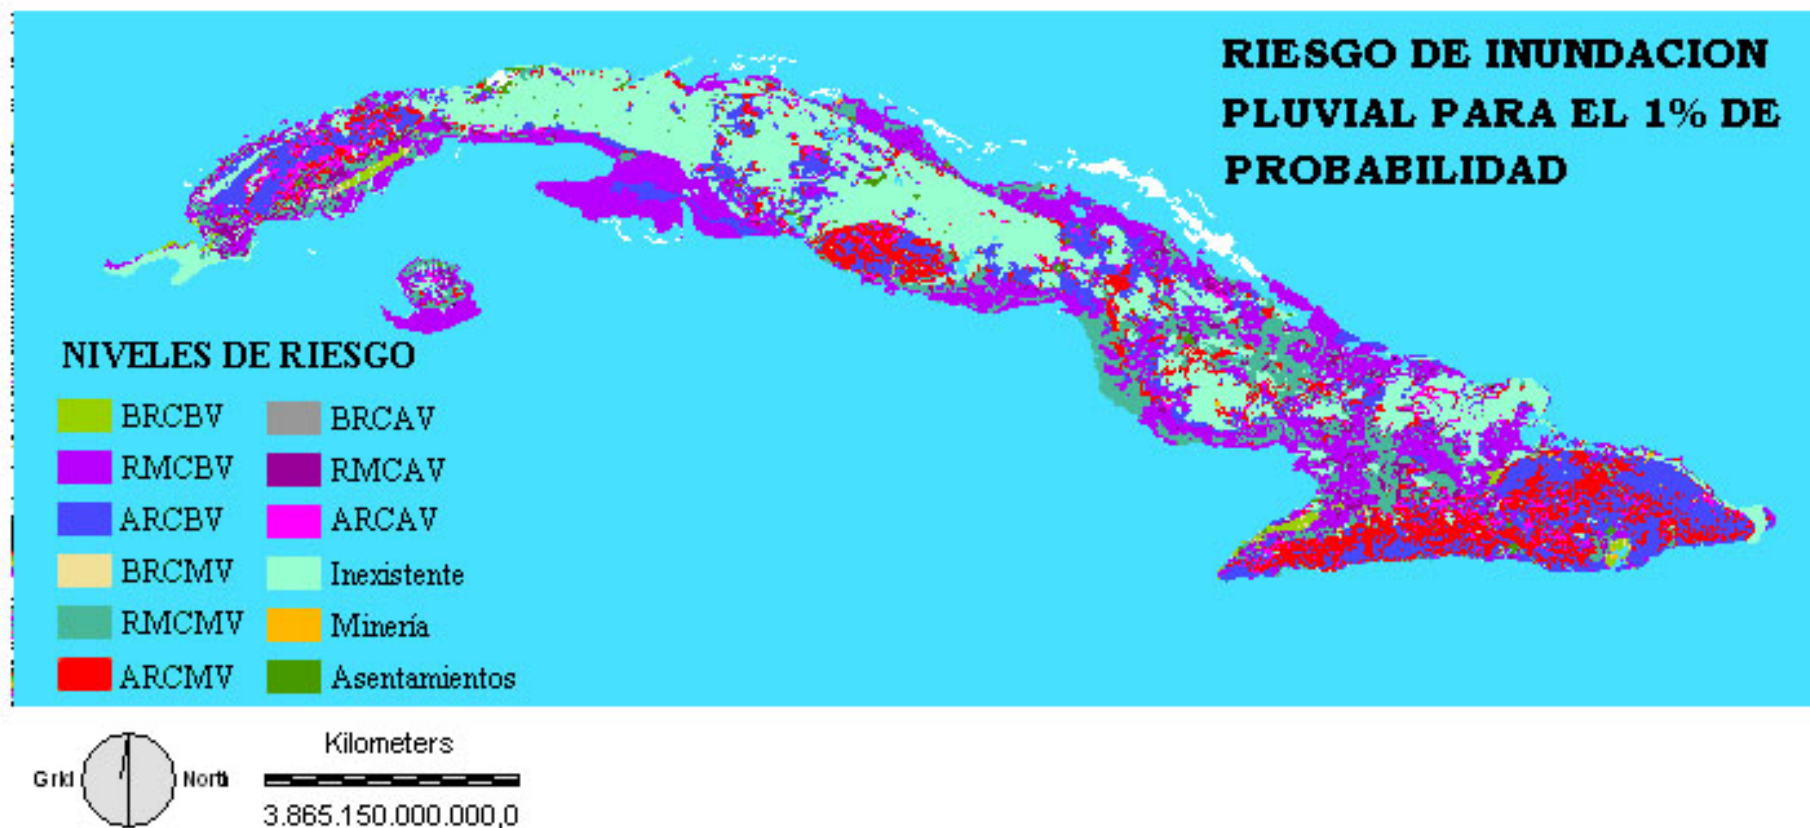 RIESGO DE INUNDACION
PLUVIAL PARA EL 1% DE
PROBABILIDAD
NIVELES DE RIESGO
BRCBV
RMCBV
ARCBV
BRCMV
RMCMV
ARCMV
BRCAV
RMCAV
ARCAV
Inexistente
Minería
Asentamientos
Grid North
Kilometers
3.865.150.000.000,0